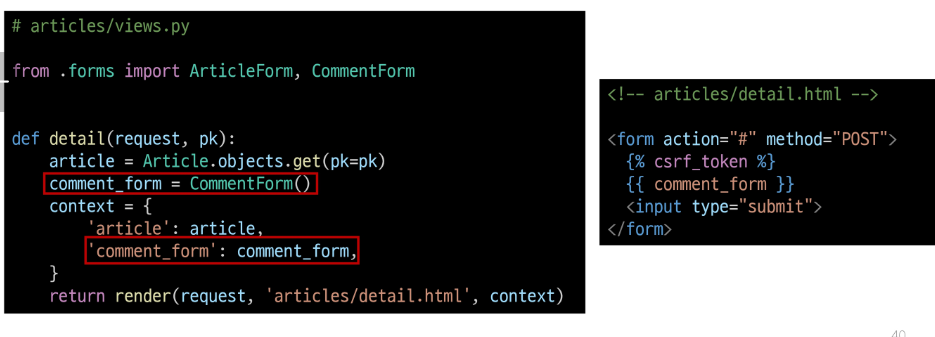 # articles/views.py
from .forms import ArticleForm, CommentForm
def detail(request, pk):
    article = Article.objects.get(pk=pk)
    comment_form = CommentForm()
    context = {
        'article': article,
        'comment_form': comment_form,
    }
    return render(request, 'articles/detail.html', context)
<!-- articles/detail.html -->
<form action="#" method="POST">
  {% csrf_token %}
  {{ comment_form }}
  <input type="submit">
</form>
40